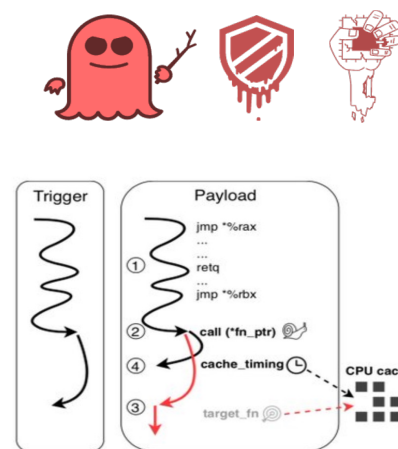 Trigger
Payload
jmp *%rax
...
...
① retq
...
jmp *%rbx
② call (*fn_ptr)
④ cache_timing
CPU cac
③
target_fn